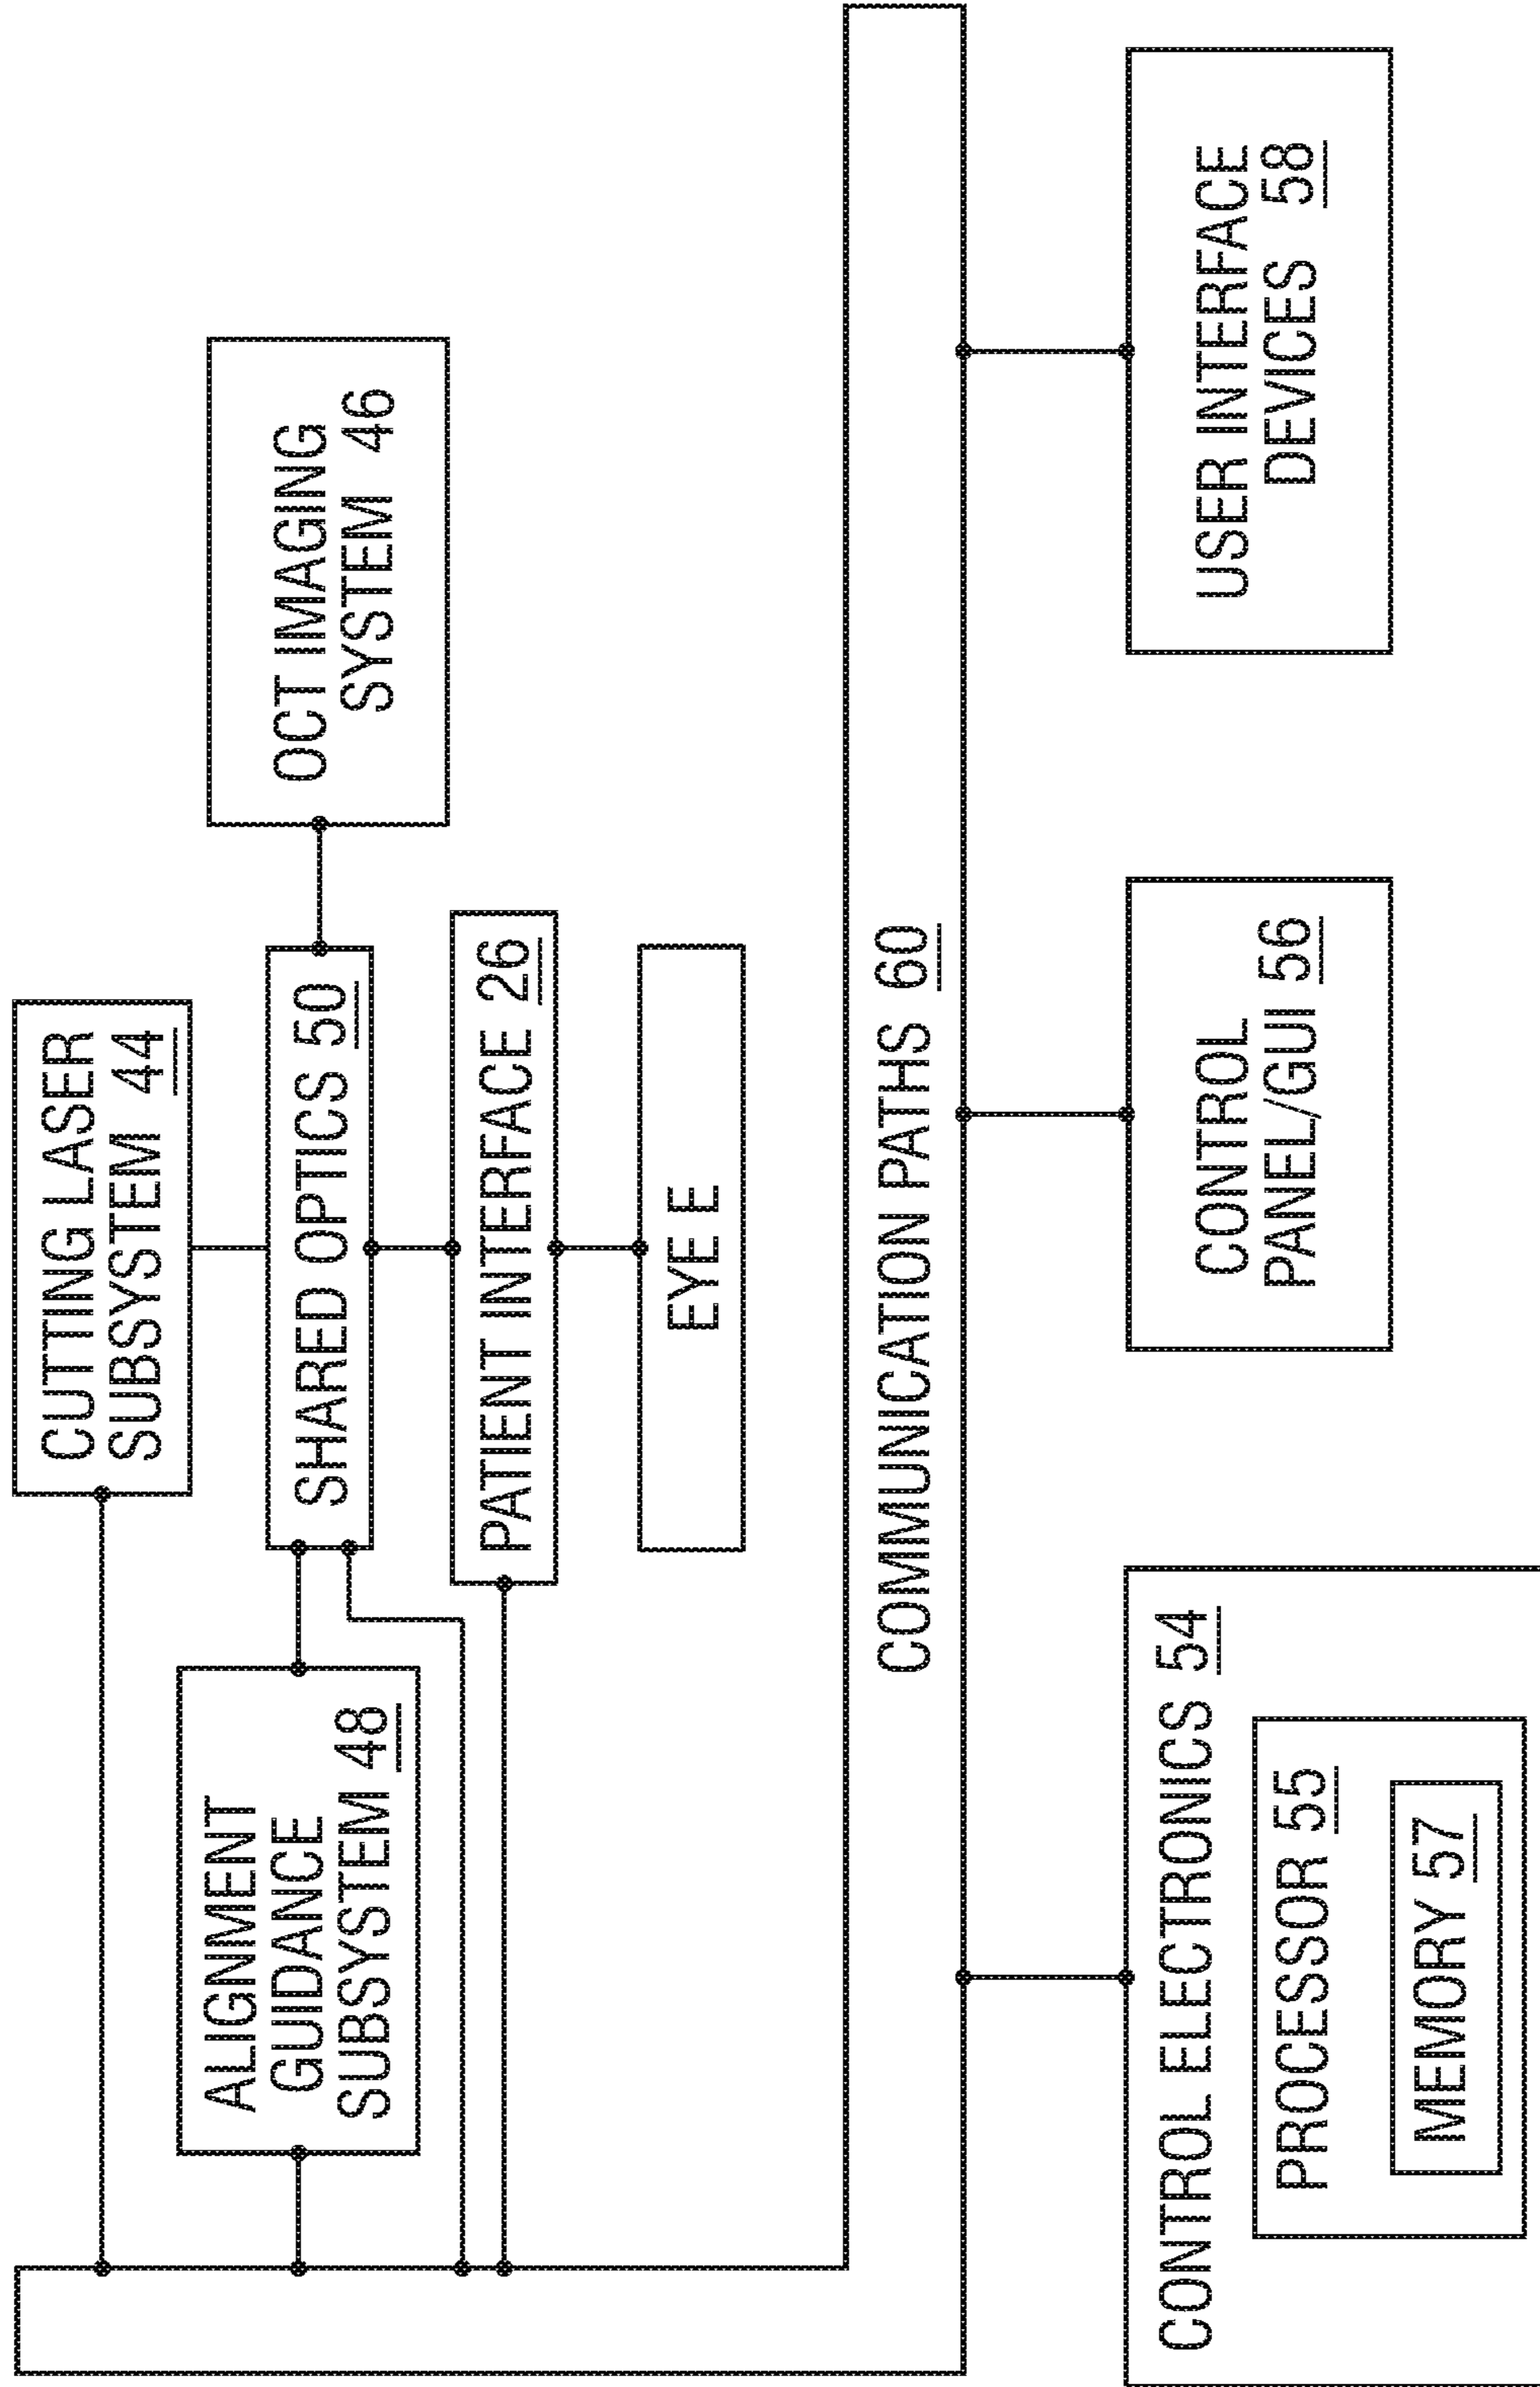 CUTTING LASER
SUBSYSTEM 44
ALIGNMENT
GUIDANCE
SUBSYSTEM 48
SHARED OPTICS 50
OCT IMAGING
SYSTEM 46
PATIENT INTERFACE 26
EYE E
COMMUNICATION PATHS 60
CONTROL ELECTRONICS 54
PROCESSOR 55
MEMORY 57
CONTROL
PANEL/GUI 56
USER INTERFACE
DEVICES 58